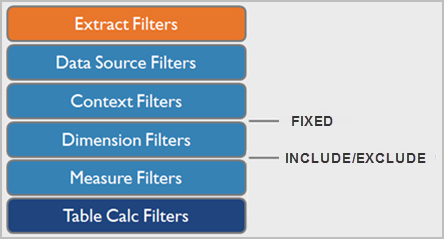 Extract Filters
Data Source Filters
Context Filters
FIXED
Dimension Filters
INCLUDE/EXCLUDE
Measure Filters
Table Calc Filters